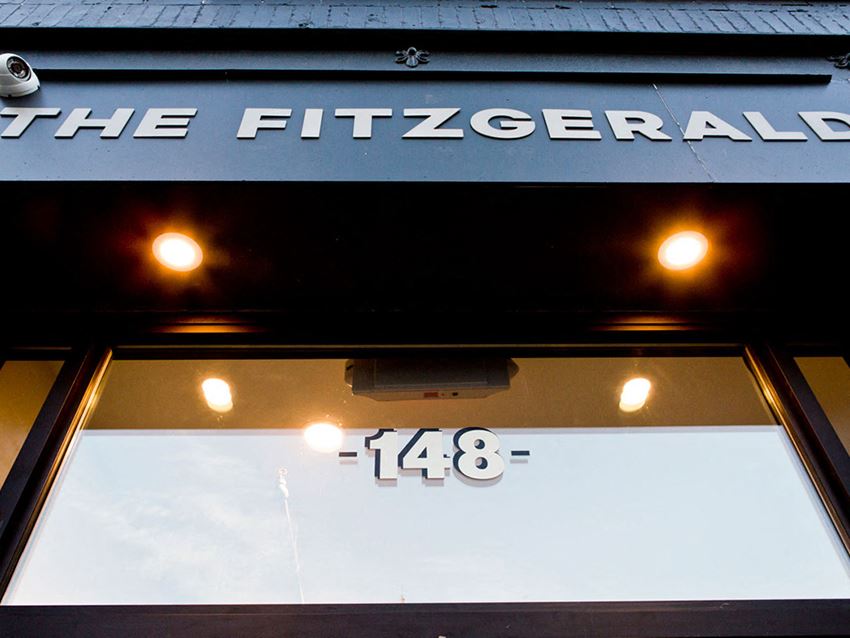 THE FITZGERALD
-148-